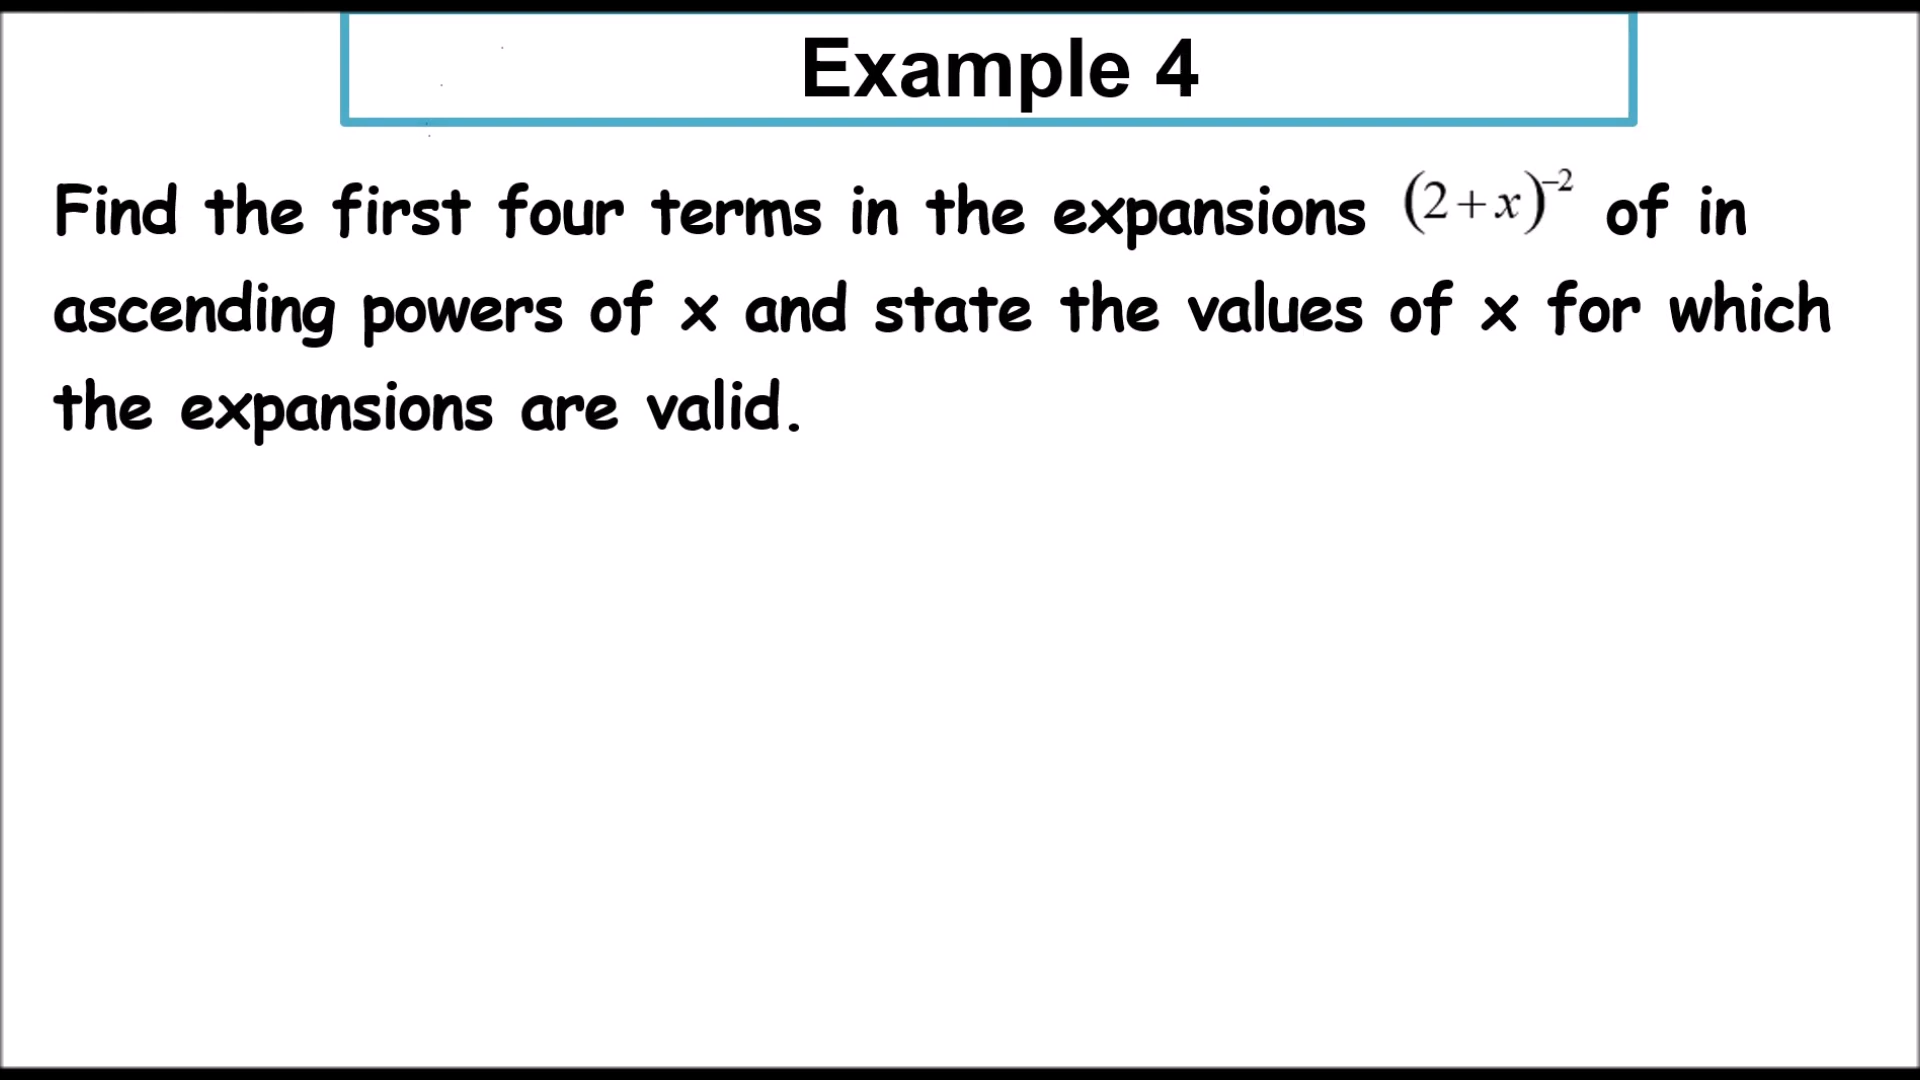 Example 4
Find the first four terms in the expansions (2+x)⁻² of in
ascending powers of x and state the values of x for which
the expansions are valid.